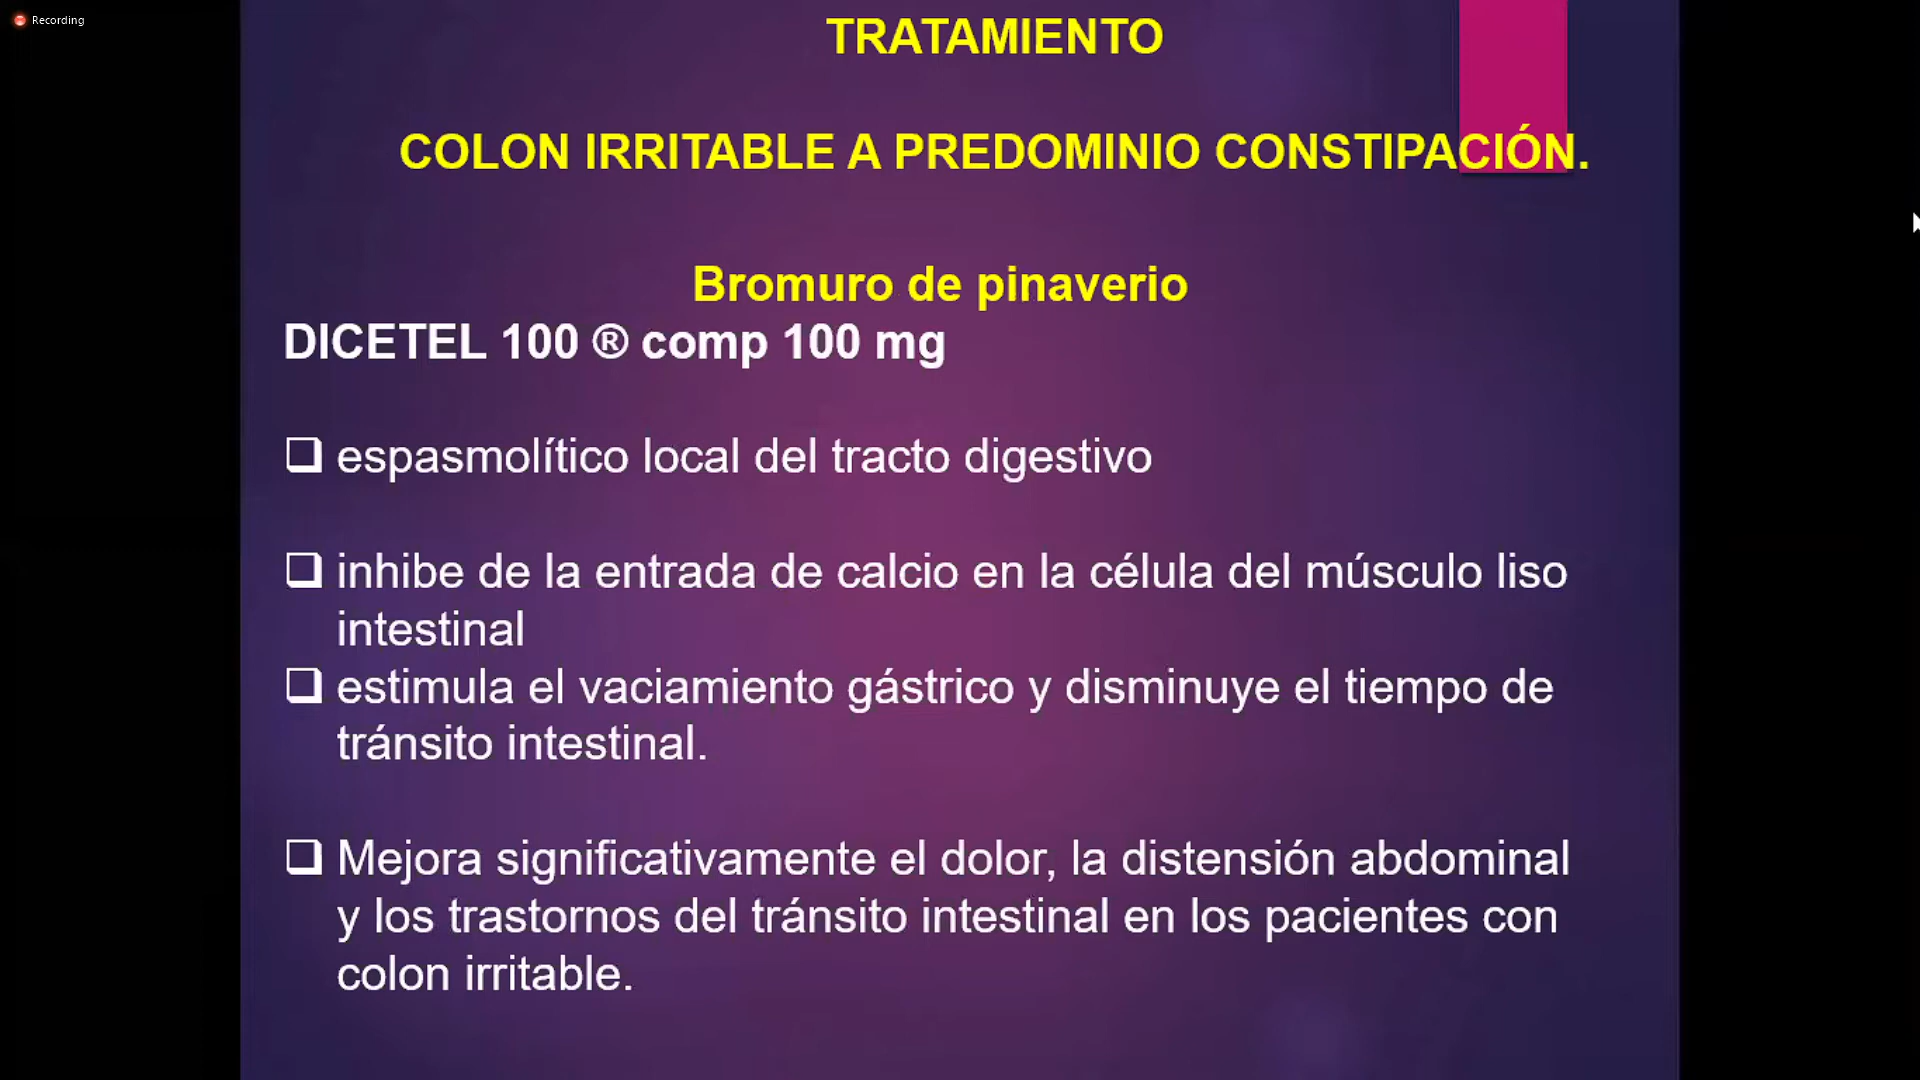 Recording
TRATAMIENTO
COLON IRRITABLE A PREDOMINIO CONSTIPACIÓN.
Bromuro de pinaverio
DICETEL 100 ® comp 100 mg
❑ espasmolítico local del tracto digestivo
❑ inhibe de la entrada de calcio en la célula del músculo liso
intestinal
❑ estimula el vaciamiento gástrico y disminuye el tiempo de
tránsito intestinal.
❑ Mejora significativamente el dolor, la distensión abdominal
y los trastornos del tránsito intestinal en los pacientes con
colon irritable.